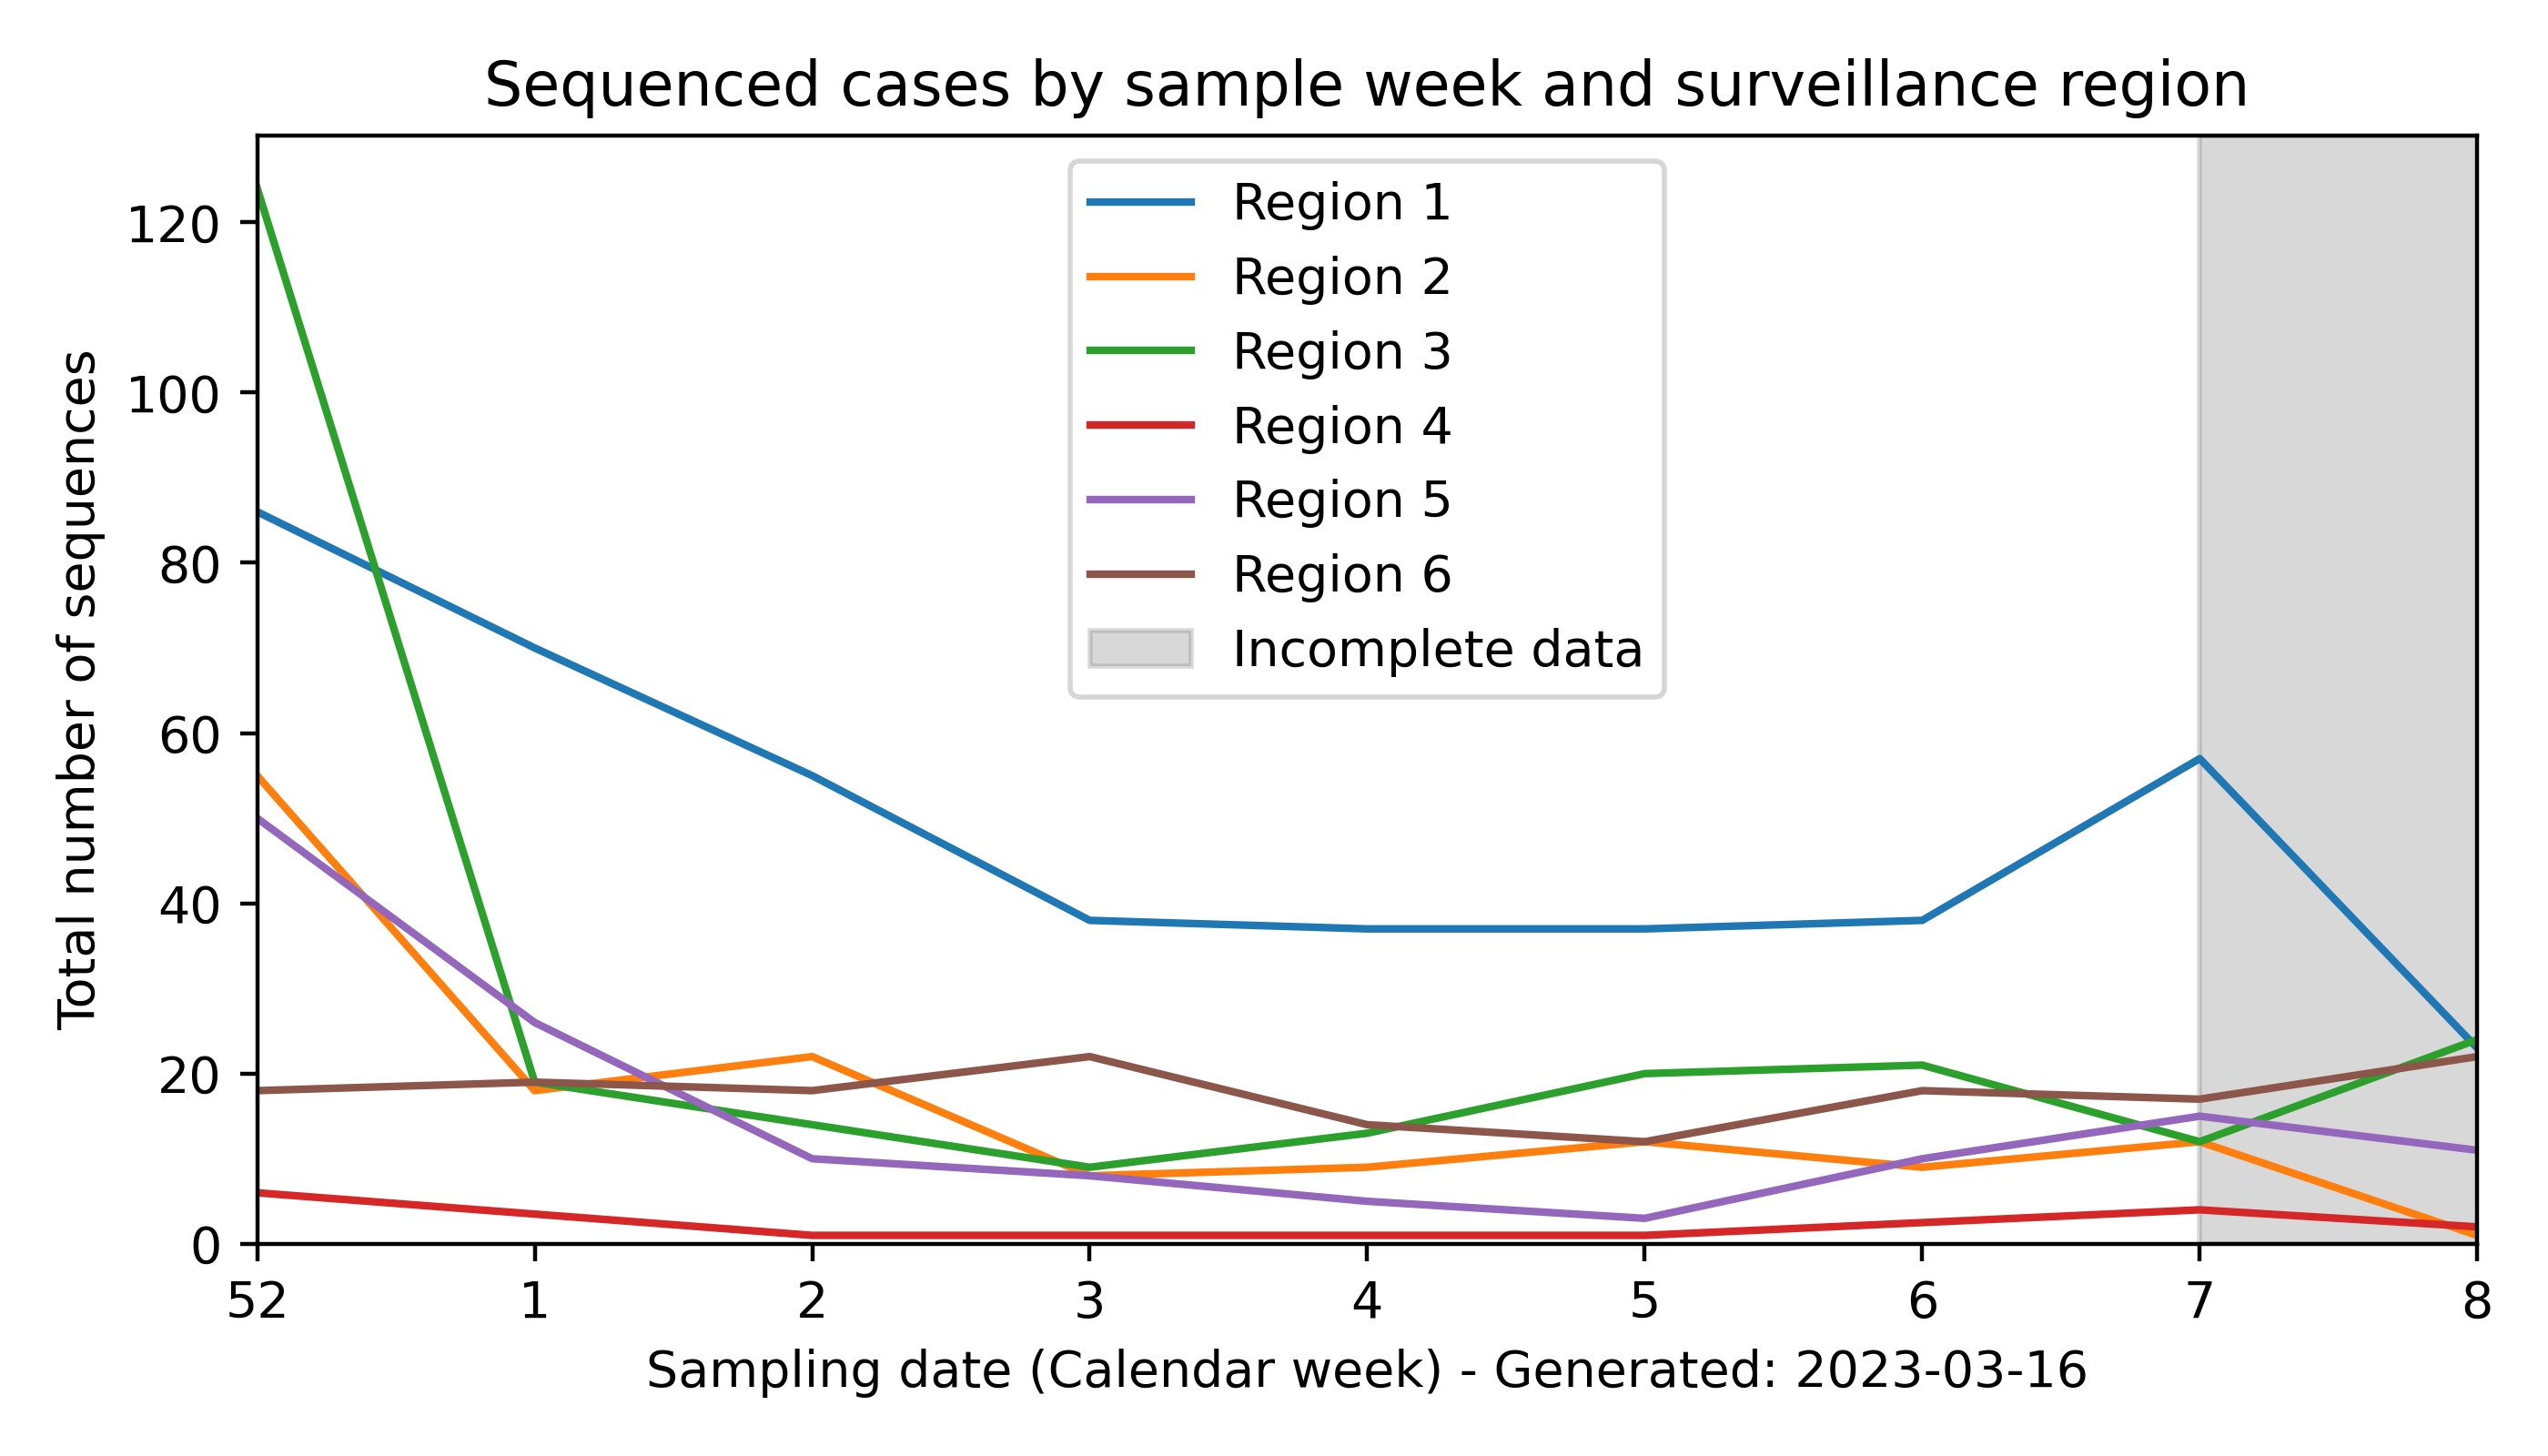 Sequenced cases by sample week and surveillance region
Total number of sequences
120
100
80
60
40
20
0
Region 1
Region 2
Region 3
Region 4
Region 5
Region 6
Incomplete data
52 1 2 3 4 5 6 7 8
Sampling date (Calendar week) - Generated: 2023-03-16